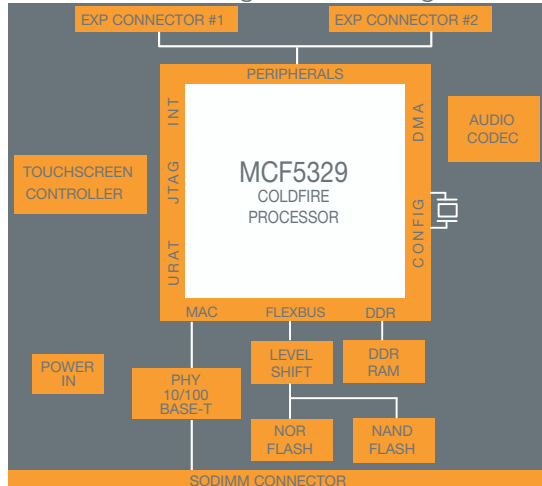 EXP CONNECTOR #1
EXP CONNECTOR #2
PERIPHERALS
INT
JTAG
URAT
DMA
CONFIG
MCF5329
COLDFIRE
PROCESSOR
AUDIO
CODEC
TOUCHSCREEN
CONTROLLER
MAC
FLEXBUS
DDR
POWER
IN
PHY
10/100
BASE-T
LEVEL
SHIFT
DDR
RAM
NOR
FLASH
NAND
FLASH
SODIMM CONNECTOR